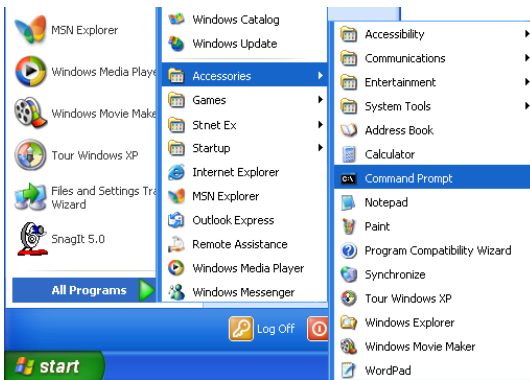 MSN Explorer
Windows Media Playe
Windows Movie Make
Tour Windows XP
Files and Settings Tra
Wizard
SnagIt 5.0
All Programs
Windows Catalog
Windows Update
Accessories
Games
Stnet Ex
Startup
Internet Explorer
MSN Explorer
Outlook Express
Remote Assistance
Windows Media Player
Windows Messenger
Accessibility
Communications
Entertainment
System Tools
Address Book
Calculator
C:\ Command Prompt
Notepad
Paint
Program Compatibility Wizard
Synchronize
Tour Windows XP
Windows Explorer
Windows Movie Maker
WordPad
Log Off
start